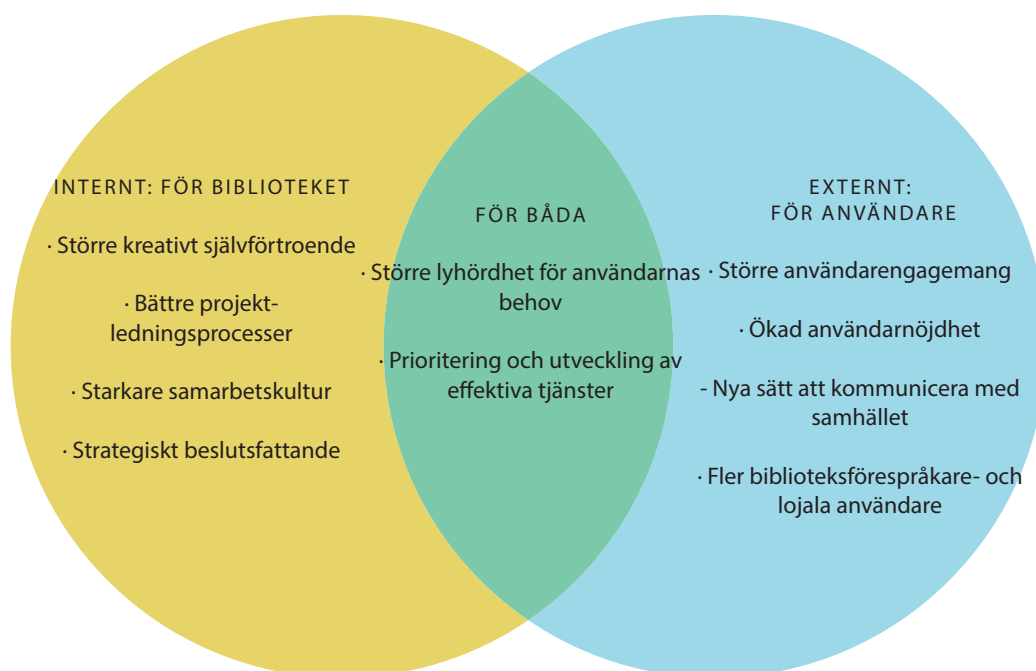 INTERNT: FÖR BIBLIOTEKET
· Större kreativt självförtroende
· Bättre projekt-
ledningsprocesser
· Starkare samarbetskultur
· Strategiskt beslutsfattande
FÖR BÅDA
· Större lyhördhet för användarnas
behov
· Prioritering och utveckling av
effektiva tjänster
EXTERNT:
FÖR ANVÄNDARE
· Större användarengagemang
· Ökad användarnöjdhet
- Nya sätt att kommunicera med
samhället
· Fler biblioteksförespråkare- och
lojala användare